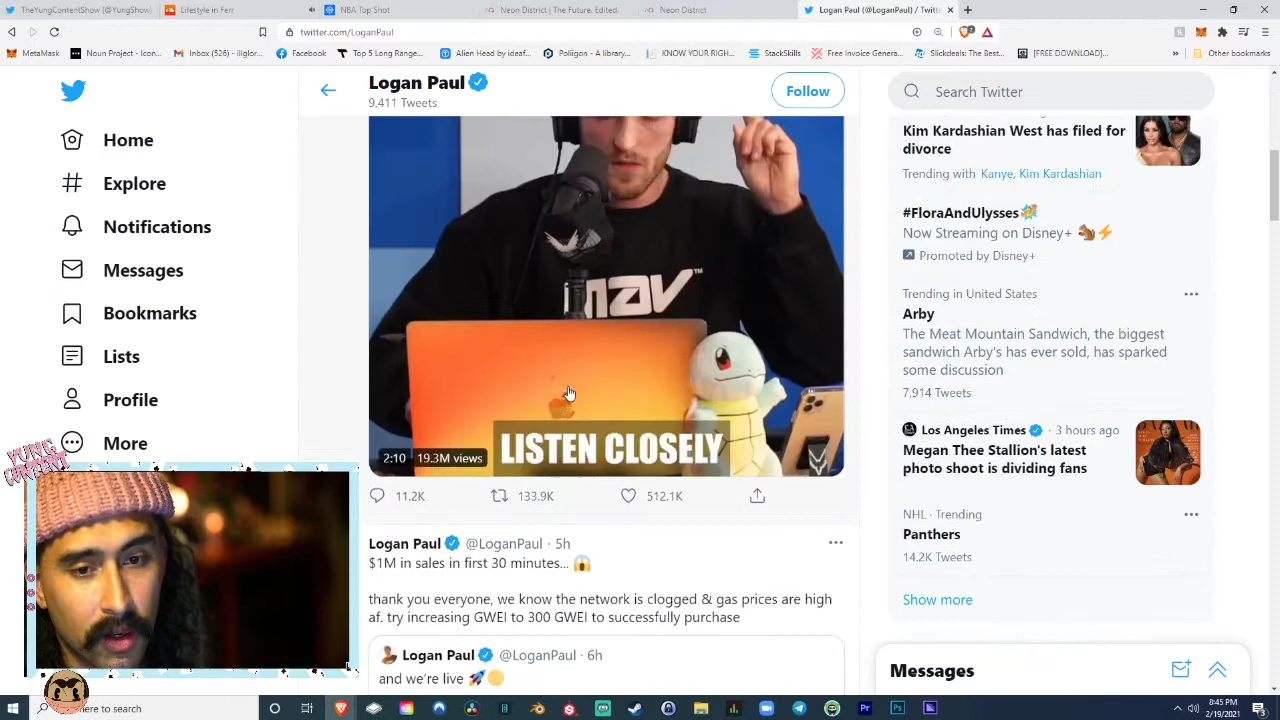 TheYungContentShow (@YungShow) /
Lifestyle in Ferr
NBA Top Shot
Neon District | The Future. Edited.
Neon District
Logan Paul (@LoganPaul) / Twitter
twitter.com/LoganPaul
MetaMask
Noun Project - Icon...
Inbox (526) - illglor...
Facebook
Top 5 Long Range...
Alien Head by ideaf...
Poliigon - A library...
KNOW YOUR RIGH...
StackSkills
Free Invoice Genera...
Slickdeals: The Best...
[FREE DOWNLOAD]...
Other bookmarks
Home
Explore
Notifications
Messages
Bookmarks
Lists
Profile
More
Logan Paul
9,411 Tweets
Follow
nav™
LISTEN CLOSELY
2:10
19.3M views
11.2K
133.9K
512.1K
Logan Paul @LoganPaul · 5h
$1M in sales in first 30 minutes... 😱
thank you everyone, we know the network is clogged & gas prices are high
af. try increasing GWEI to 300 GWEI to successfully purchase
Logan Paul @LoganPaul · 6h
and we're live 🚀🌕
Search Twitter
Kim Kardashian West has filed for
divorce
Trending with Kanye, Kim Kardashian
#FloraAndUlysses
Now Streaming on Disney+ 🐿️⚡
Promoted by Disney+
Trending in United States
Arby
The Meat Mountain Sandwich, the biggest
sandwich Arby's has ever sold, has sparked
some discussion
7,914 Tweets
Los Angeles Times · 3 hours ago
Megan Thee Stallion's latest
photo shoot is dividing fans
NHL · Trending
Panthers
14.2K Tweets
Show more
Messages
here to search
8:45 PM
2/19/2021